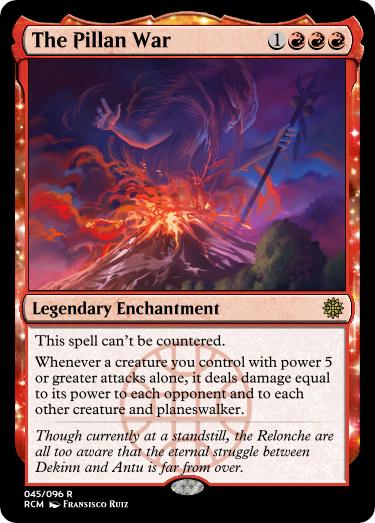 The Pillan War 1
Legendary Enchantment
This spell can't be countered.
Whenever a creature you control with power 5
or greater attacks alone, it deals damage equal
to its power to each opponent and to each
other creature and planeswalker.
Though currently at a standstill, the Relonche are
all too aware that the eternal struggle between
Dekinn and Antu is far from over.
045/096 R
RCM Fransisco Ruiz